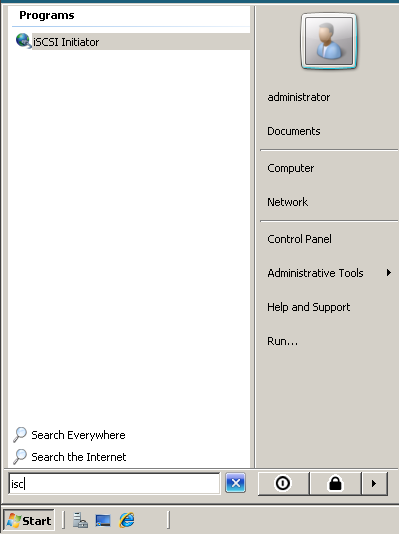 Programs
iSCSI Initiator
administrator
Documents
Computer
Network
Control Panel
Administrative Tools
Help and Support
Run...
Search Everywhere
Search the Internet
isc
Start